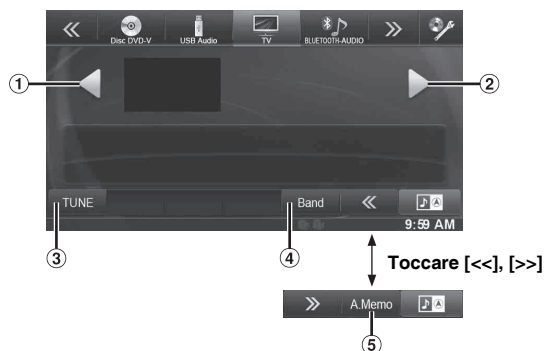 Disc DVD-V
USB Audio
TV
BLUETOOTH-AUDIO
1
2
TUNE
Band
9:59 AM
3
4
Toccare [<<], [>>]
A.Memo
5